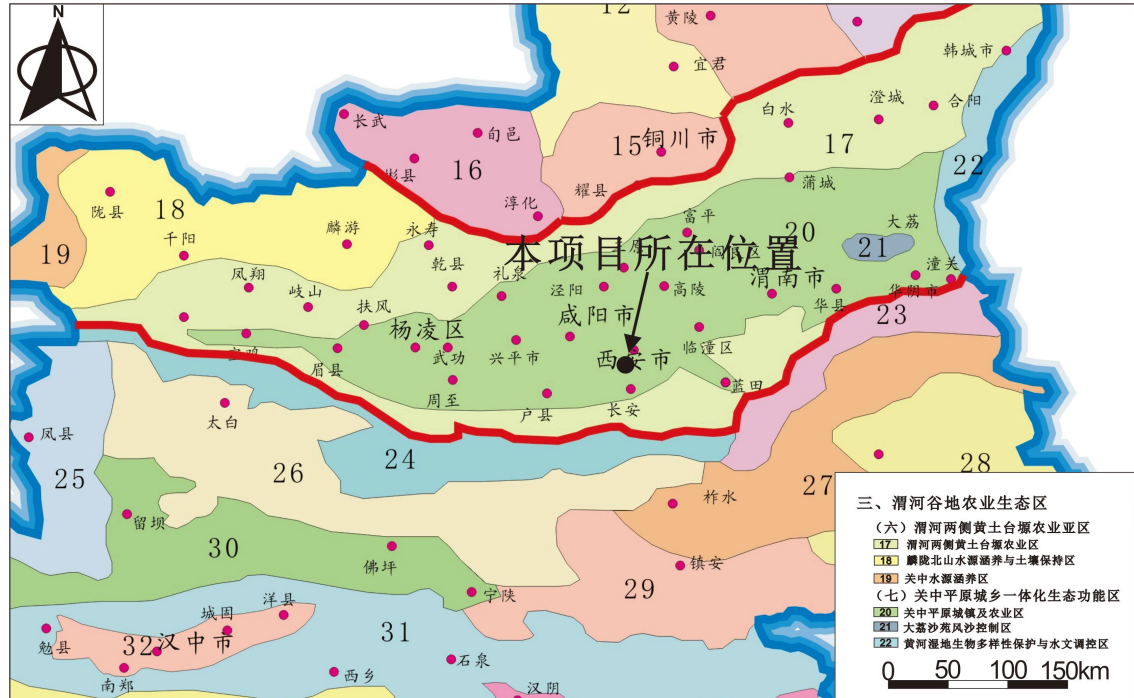 N
12
黄陵
宜君
韩城市
长武
旬邑
白水
澄城
合阳
彬县
16
15
铜川市
17
22
耀县
陇县
18
淳化
蒲城
千阳
麟游
永寿
富平
20
大荔
19
乾县
本项目所在位置
阎良区
21
凤翔
礼泉
渭南市
潼关
岐山
扶风
泾阳
高陵
华县
华阴市
杨凌区
咸阳市
23
宝鸡
眉县
武功
兴平市
西安市
临潼区
周至
户县
长安
蓝田
太白
凤县
24
25
26
27
28
柞水
留坝
30
佛坪
镇安
29
宁陕
洋县
城固
31
勉县
32
汉中市
石泉
南郑
西乡
汉阴
三、渭河谷地农业生态区
（六）渭河两侧黄土台塬农业亚区
17 渭河两侧黄土台塬农业区
18 麟陇北山水源涵养与土壤保持区
19 关中水源涵养区
（七）关中平原城乡一体化生态功能区
20 关中平原城镇及农业区
21 大荔沙苑风沙控制区
22 黄河湿地生物多样性保护与水文调控区
0 50 100 150km